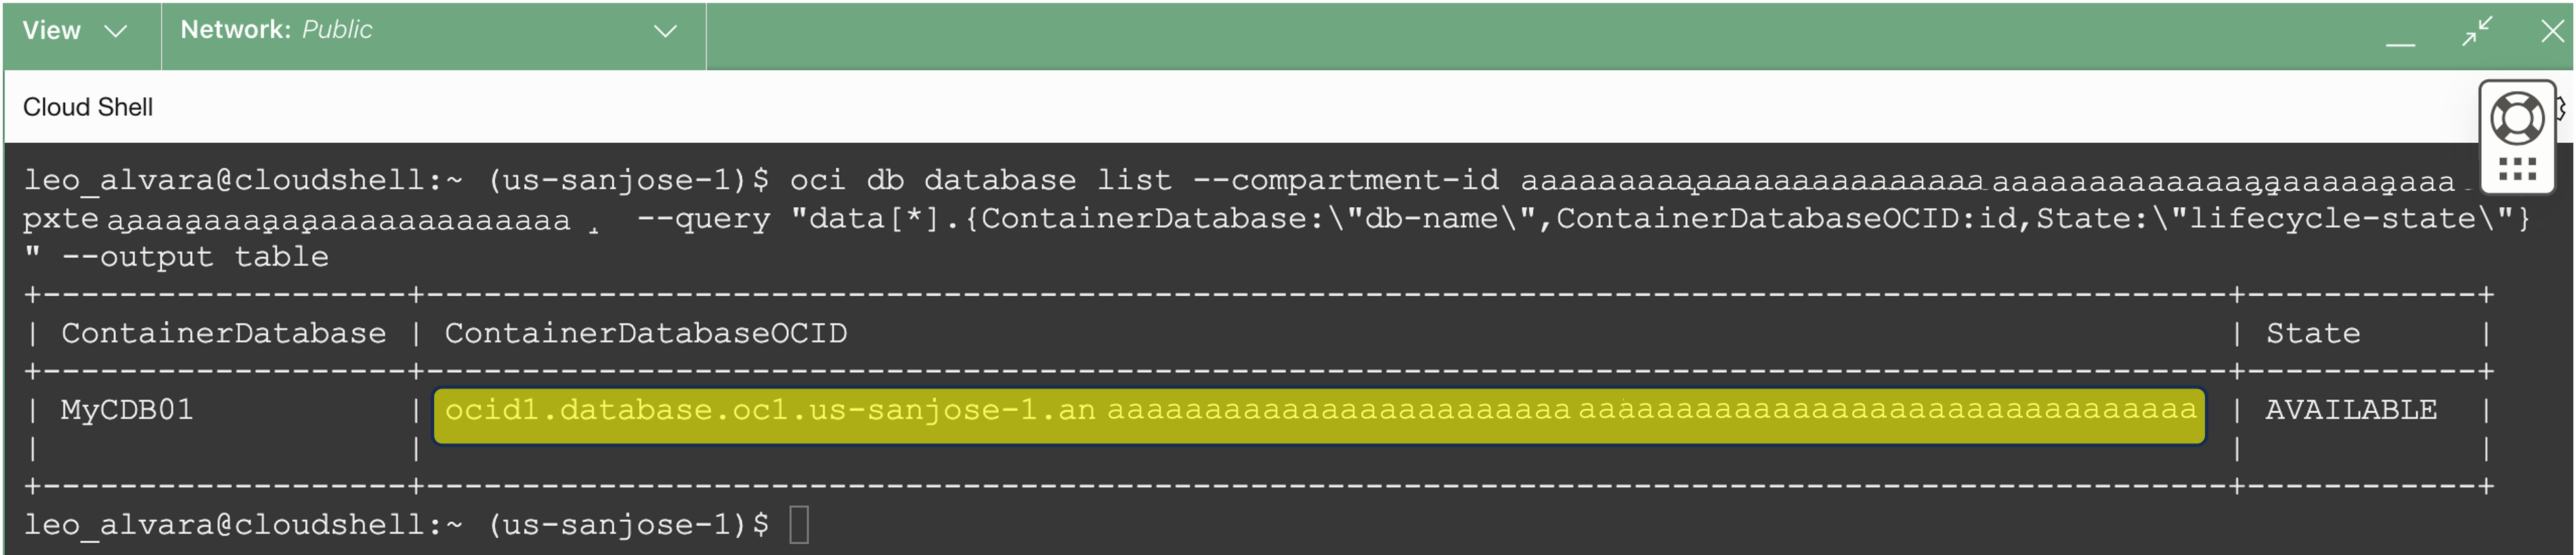 View Network: Public
Cloud Shell
leo_alvara@cloudshell:~ (us-sanjose-1)$ oci db database list --compartment-id aaaaaaaaaaaaaaaaaaaaaaaa aaaaaaaaaaaaaaaaaaaaaaaa
pxte aaaaaaaaaaaaaaaaaaaaaaaa --query "data[*].{ContainerDatabase:\"db-name\",ContainerDatabaseOCID:id,State:\"lifecycle-state\"}
" --output table
+-------------------+---------------------------------------------------------------------------------------------+------------+
| ContainerDatabase | ContainerDatabaseOCID | State |
+-------------------+---------------------------------------------------------------------------------------------+------------+
| MyCDB01 | ocid1.database.oc1.us-sanjose-1.an aaaaaaaaaaaaaaaaaaaaaaaa aaaaaaaaaaaaaaaaaaaaaaaaaaaaaaaa | AVAILABLE |
| | | |
+-------------------+---------------------------------------------------------------------------------------------+------------+
leo_alvara@cloudshell:~ (us-sanjose-1)$